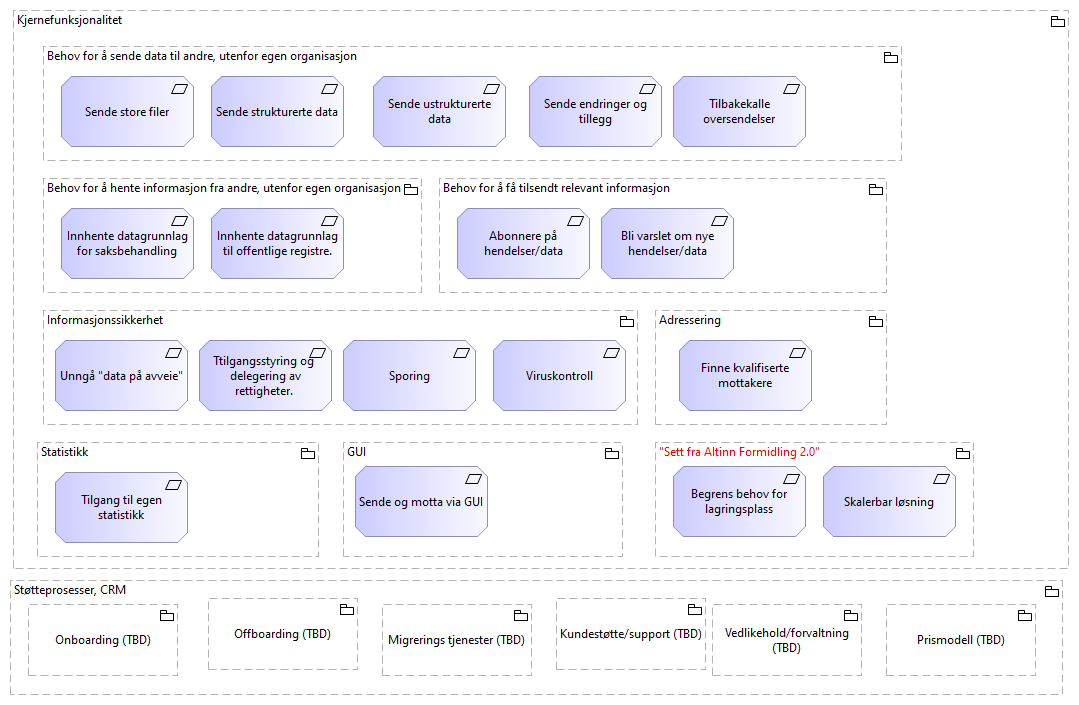 Kjernefunksjonalitet
Behov for å sende data til andre, utenfor egen organisasjon
Sende store filer
Sende strukturerte data
Sende ustrukturerte
data
Sende endringer og
tillegg
Tilbakekalle
oversendelser
Behov for å hente informasjon fra andre, utenfor egen organisasjon
Innhente datagrunnlag
for saksbehandling
Innhente datagrunnlag
til offentlige registre.
Behov for å få tilsendt relevant informasjon
Abonnere på
hendelser/data
Bli varslet om nye
hendelser/data
Informasjonssikkerhet
Unngå "data på avveie"
Ttilgangsstyring og
delegering av
rettigheter.
Sporing
Viruskontroll
Adressering
Finne kvalifiserte
mottakere
Statistikk
Tilgang til egen
statistikk
GUI
Sende og motta via GUI
"Sett fra Altinn Formidling 2.0"
Begrens behov for
lagringsplass
Skalerbar løsning
Støtteprosesser, CRM
Onboarding (TBD)
Offboarding (TBD)
Migrerings tjenester (TBD)
Kundestøtte/support (TBD)
Vedlikehold/forvaltning
(TBD)
Prismodell (TBD)